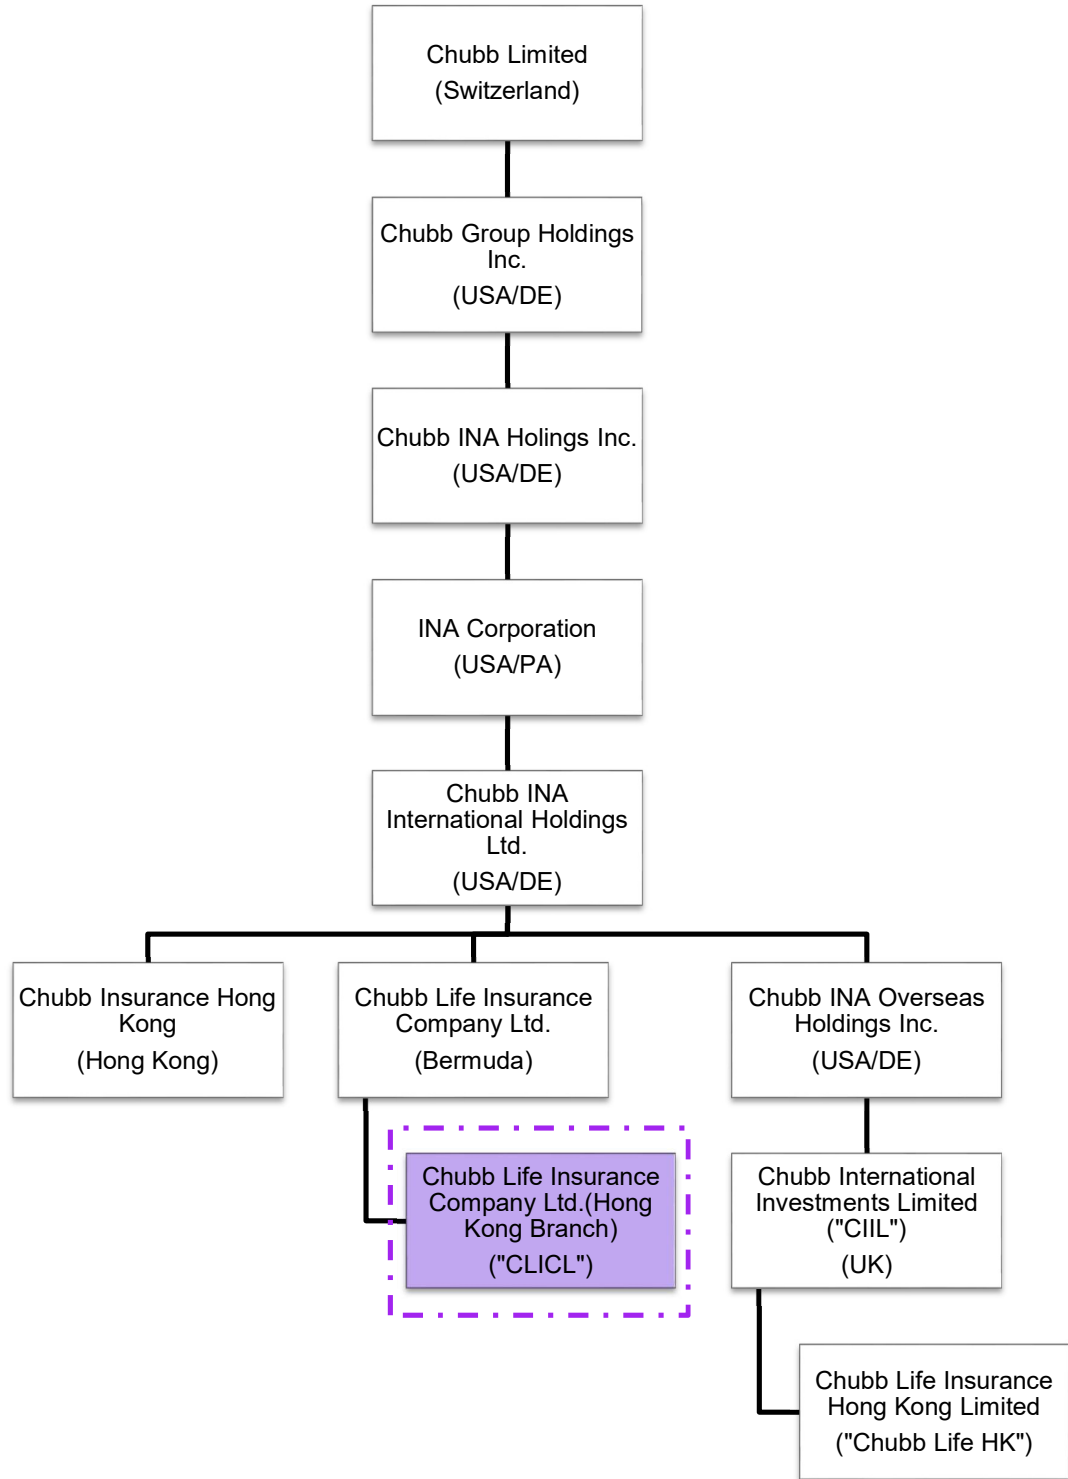 Chubb Limited
(Switzerland)
Chubb Group Holdings
Inc.
(USA/DE)
Chubb INA Holings Inc.
(USA/DE)
INA Corporation
(USA/PA)
Chubb INA
International Holdings
Ltd.
(USA/DE)
Chubb Insurance Hong
Kong
(Hong Kong)
Chubb Life Insurance
Company Ltd.
(Bermuda)
Chubb INA Overseas
Holdings Inc.
(USA/DE)
Chubb Life Insurance
Company Ltd.(Hong
Kong Branch)
("CLICL")
Chubb International
Investments Limited
("CIIL")
(UK)
Chubb Life Insurance
Hong Kong Limited
("Chubb Life HK")